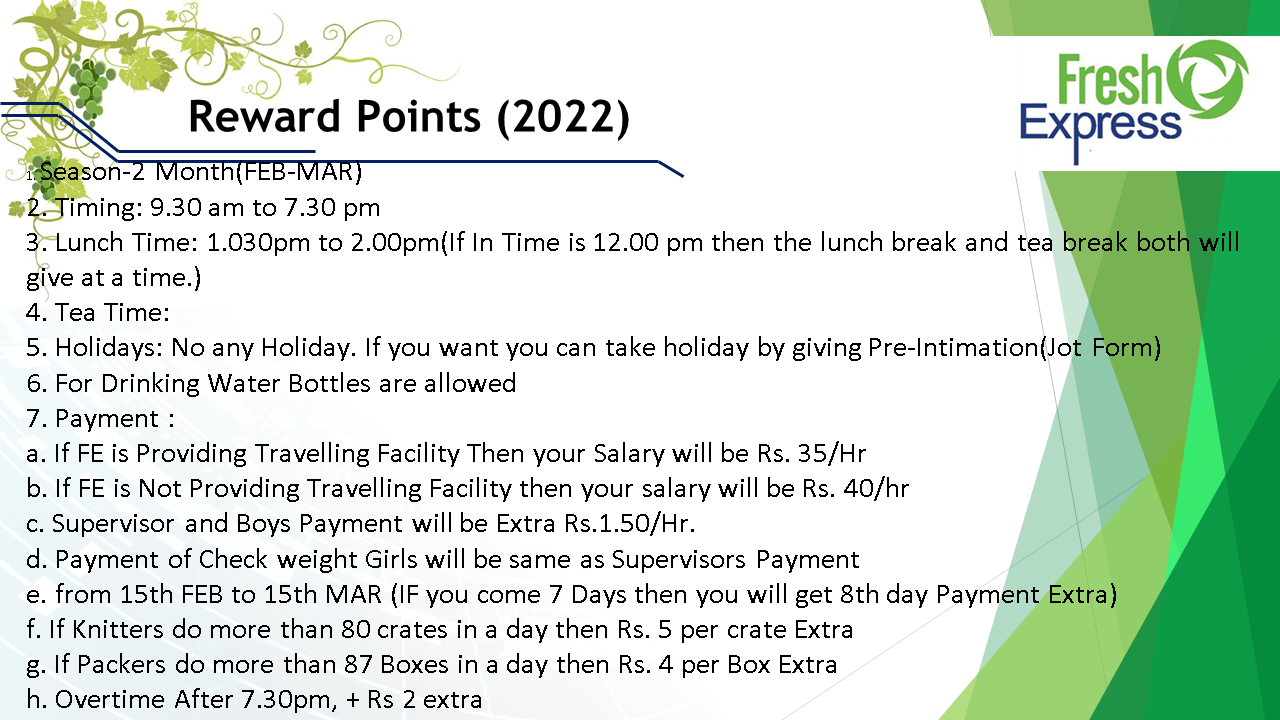 Fresh
Express
Reward Points (2022)
1. Season-2 Month(FEB-MAR)
2. Timing: 9.30 am to 7.30 pm
3. Lunch Time: 1.030pm to 2.00pm(If In Time is 12.00 pm then the lunch break and tea break both will
give at a time.)
4. Tea Time:
5. Holidays: No any Holiday. If you want you can take holiday by giving Pre-Intimation(Jot Form)
6. For Drinking Water Bottles are allowed
7. Payment :
a. If FE is Providing Travelling Facility Then your Salary will be Rs. 35/Hr
b. If FE is Not Providing Travelling Facility then your salary will be Rs. 40/hr
c. Supervisor and Boys Payment will be Extra Rs.1.50/Hr.
d. Payment of Check weight Girls will be same as Supervisors Payment
e. from 15th FEB to 15th MAR (IF you come 7 Days then you will get 8th day Payment Extra)
f. If Knitters do more than 80 crates in a day then Rs. 5 per crate Extra
g. If Packers do more than 87 Boxes in a day then Rs. 4 per Box Extra
h. Overtime After 7.30pm, + Rs 2 extra